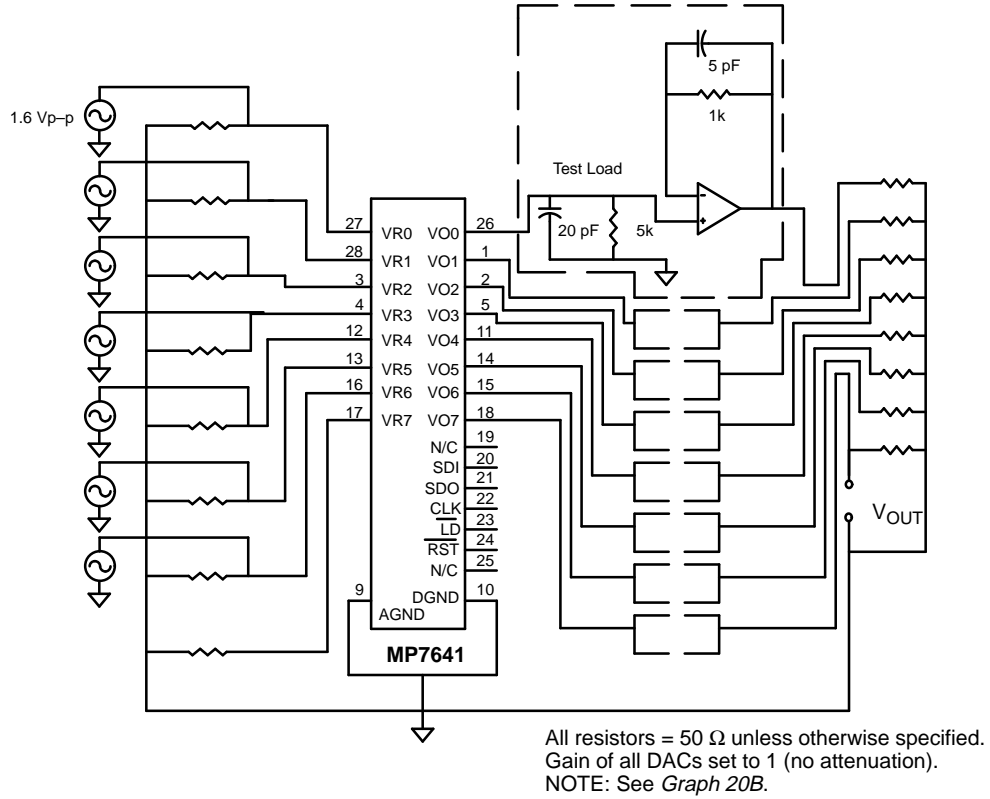 5 pF
1k
1.6 Vp–p
Test Load
20 pF
5k
27 VR0 VO0 26
28 VR1 VO1 1
3 VR2 VO2 2
4 VR3 VO3 5
12 VR4 VO4 11
13 VR5 VO5 14
16 VR6 VO6 15
17 VR7 VO7 18
N/C 19
SDI 20
SDO 21
CLK 22
LD 23
RST 24
N/C 25
VOUT
9 DGND 10
AGND
MP7641
All resistors = 50 Ω unless otherwise specified.
Gain of all DACs set to 1 (no attenuation).
NOTE: See Graph 20B.